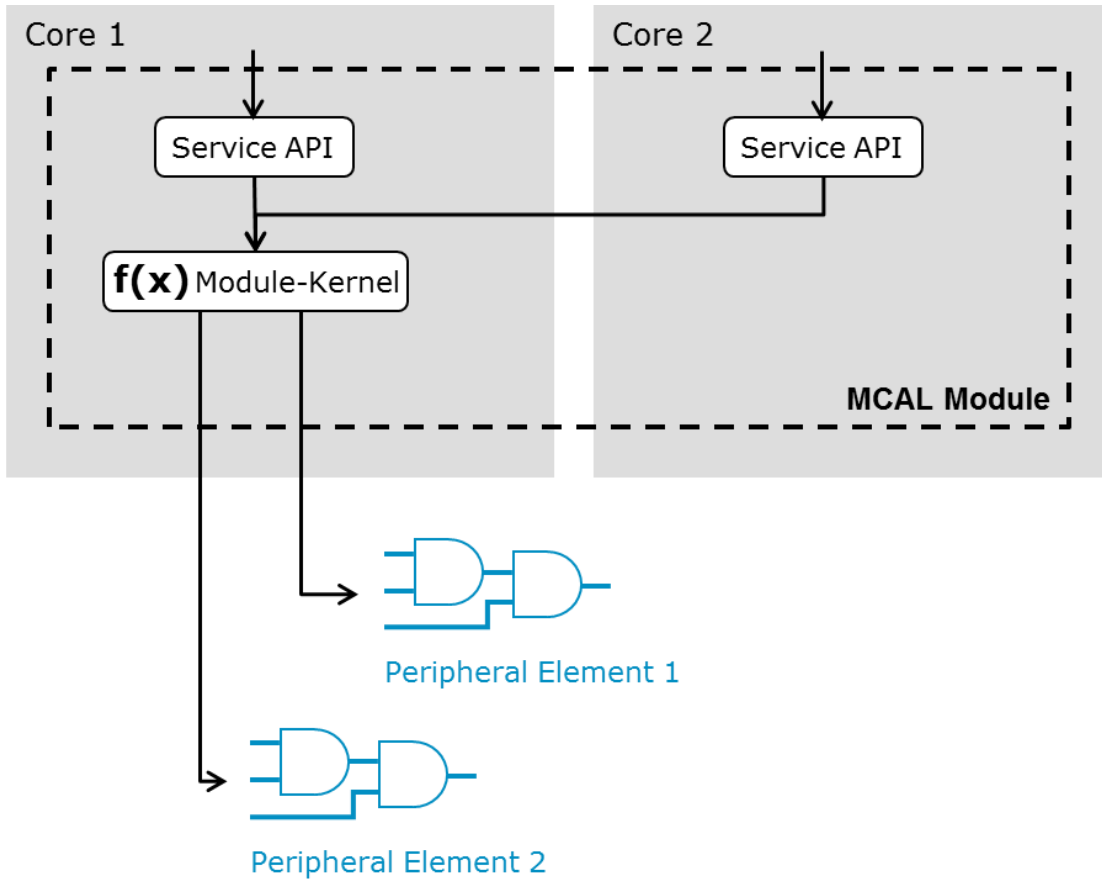 Core 1
Core 2
Service API
Service API
f(x) Module-Kernel
MCAL Module
Peripheral Element 1
Peripheral Element 2